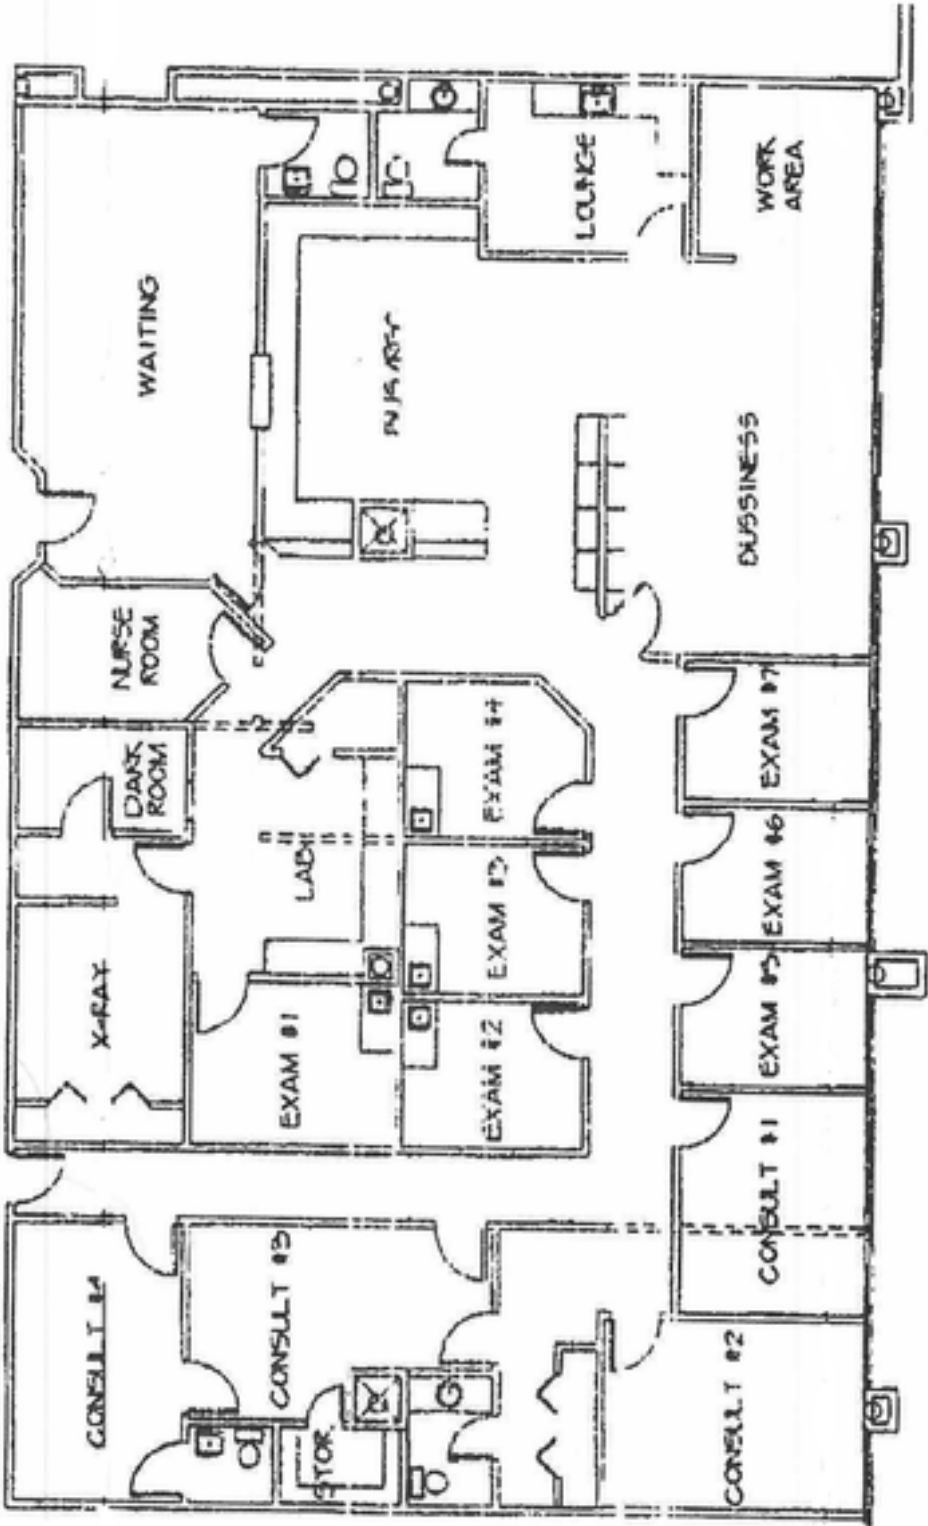 WAITING
NURSE
ROOM
DARK
ROOM
X-RAY
LOUNGE
WORK
AREA
BUSSINESS
LAB
EXAM #1
EXAM #2
EXAM #3
EXAM #4
EXAM #5
EXAM #6
EXAM #7
CONSULT #1
CONSULT #2
CONSULT #3
CONSULT #4
STOR.